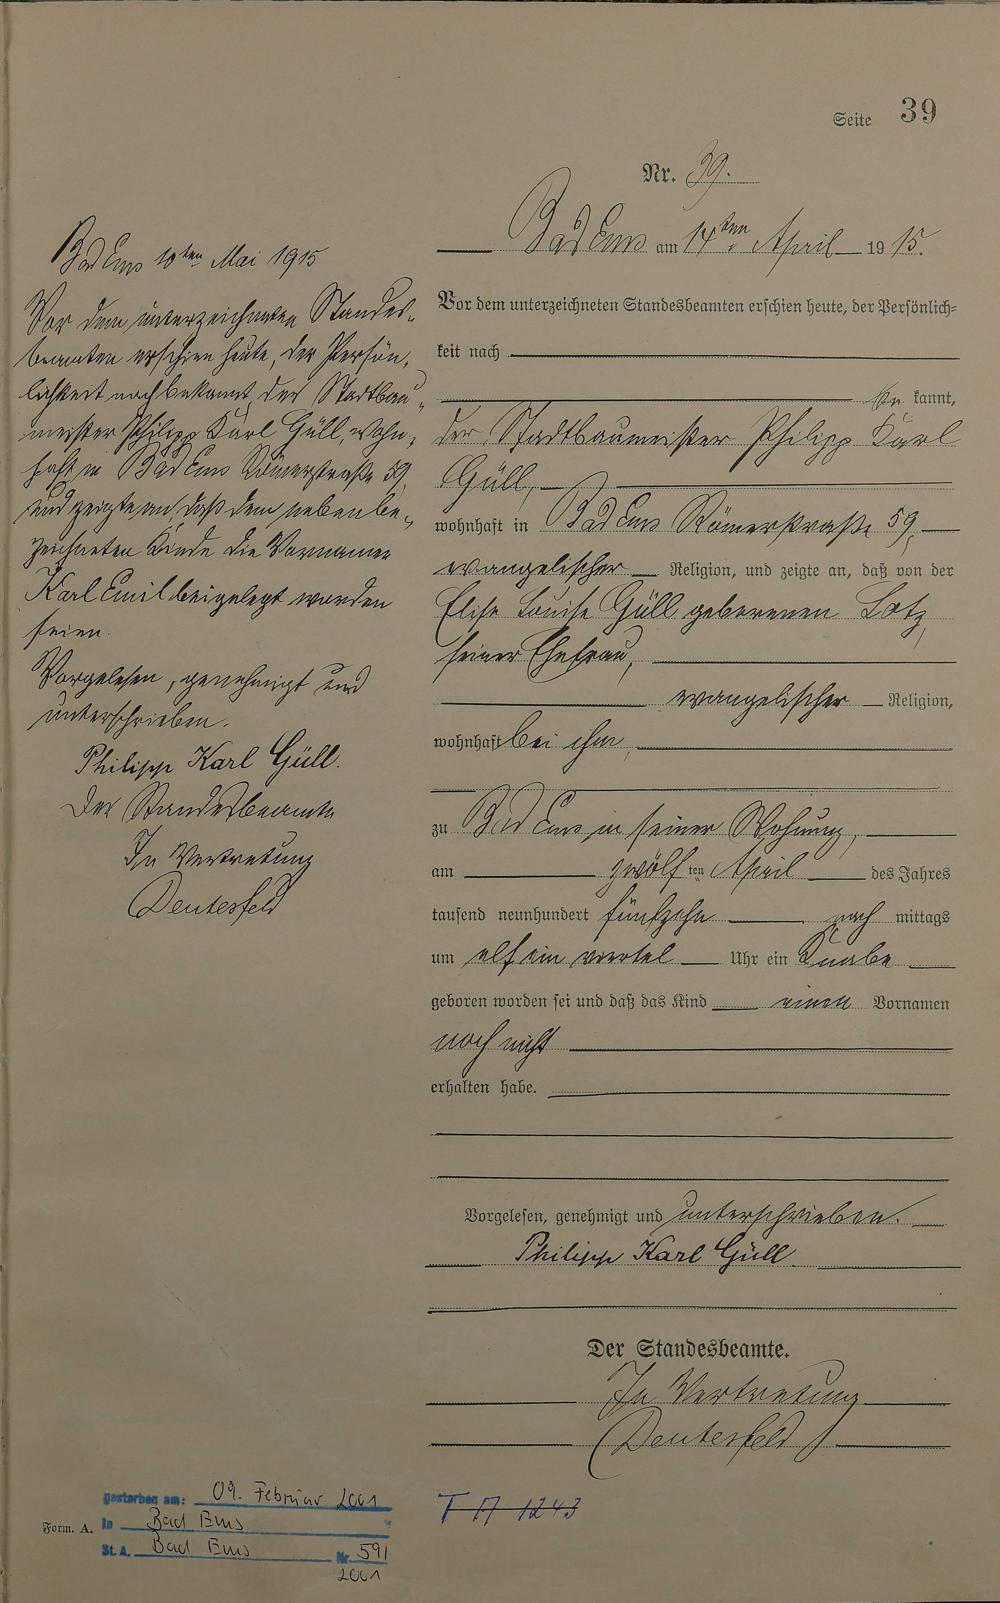 Seite 39
Nr. 39.
Bad Ems am 14ten April 1915.
Vor dem unterzeichneten Standesbeamten erschien heute, der Persönlich=
keit nach
be kannt,
der Stadtbaumeister Philipp Karl
Güll,
wohnhaft in Bad Ems Römerstraße 59,
evangelischer Religion, und zeigte an, daß von der
Elise Louise Güll geborenen Lotz,
seiner Ehefrau,
evangelischer Religion,
wohnhaft bei ihm,
zu Bad Ems in seiner Wohnung,
am zwölf ten April des Jahres
tausend neunhundert fünfzehn nach mittags
um elf ein viertel Uhr ein Knabe
geboren worden sei und daß das Kind einen Vornamen
noch nicht
erhalten habe.
Vorgelesen, genehmigt und unterschrieben.
Philipp Karl Güll.
Der Standesbeamte.
In Vertretung
Deutesfeld
Bad Ems 10ten Mai 1915
Vor dem unterzeichneten Standes-
beamten erschien heute, der Persön-
lichkeit nach bekannt, der Stadtbau-
meister Philipp Karl Güll, wohn-
haft in Bad Ems Römerstraße 59,
und zeigte an daß dem nebenbe-
zeichneten Kinde die Vornamen
Karl Emil beigelegt worden
seien.
Vorgelesen, genehmigt und
unterschrieben.
Philipp Karl Güll.
Der Standesbeamte
In Vertretung
Deutesfeld
gestorben am: 09. Februar 2001
Form. A. in Bad Ems
St. A. Bad Ems Nr. 591
2001
1243